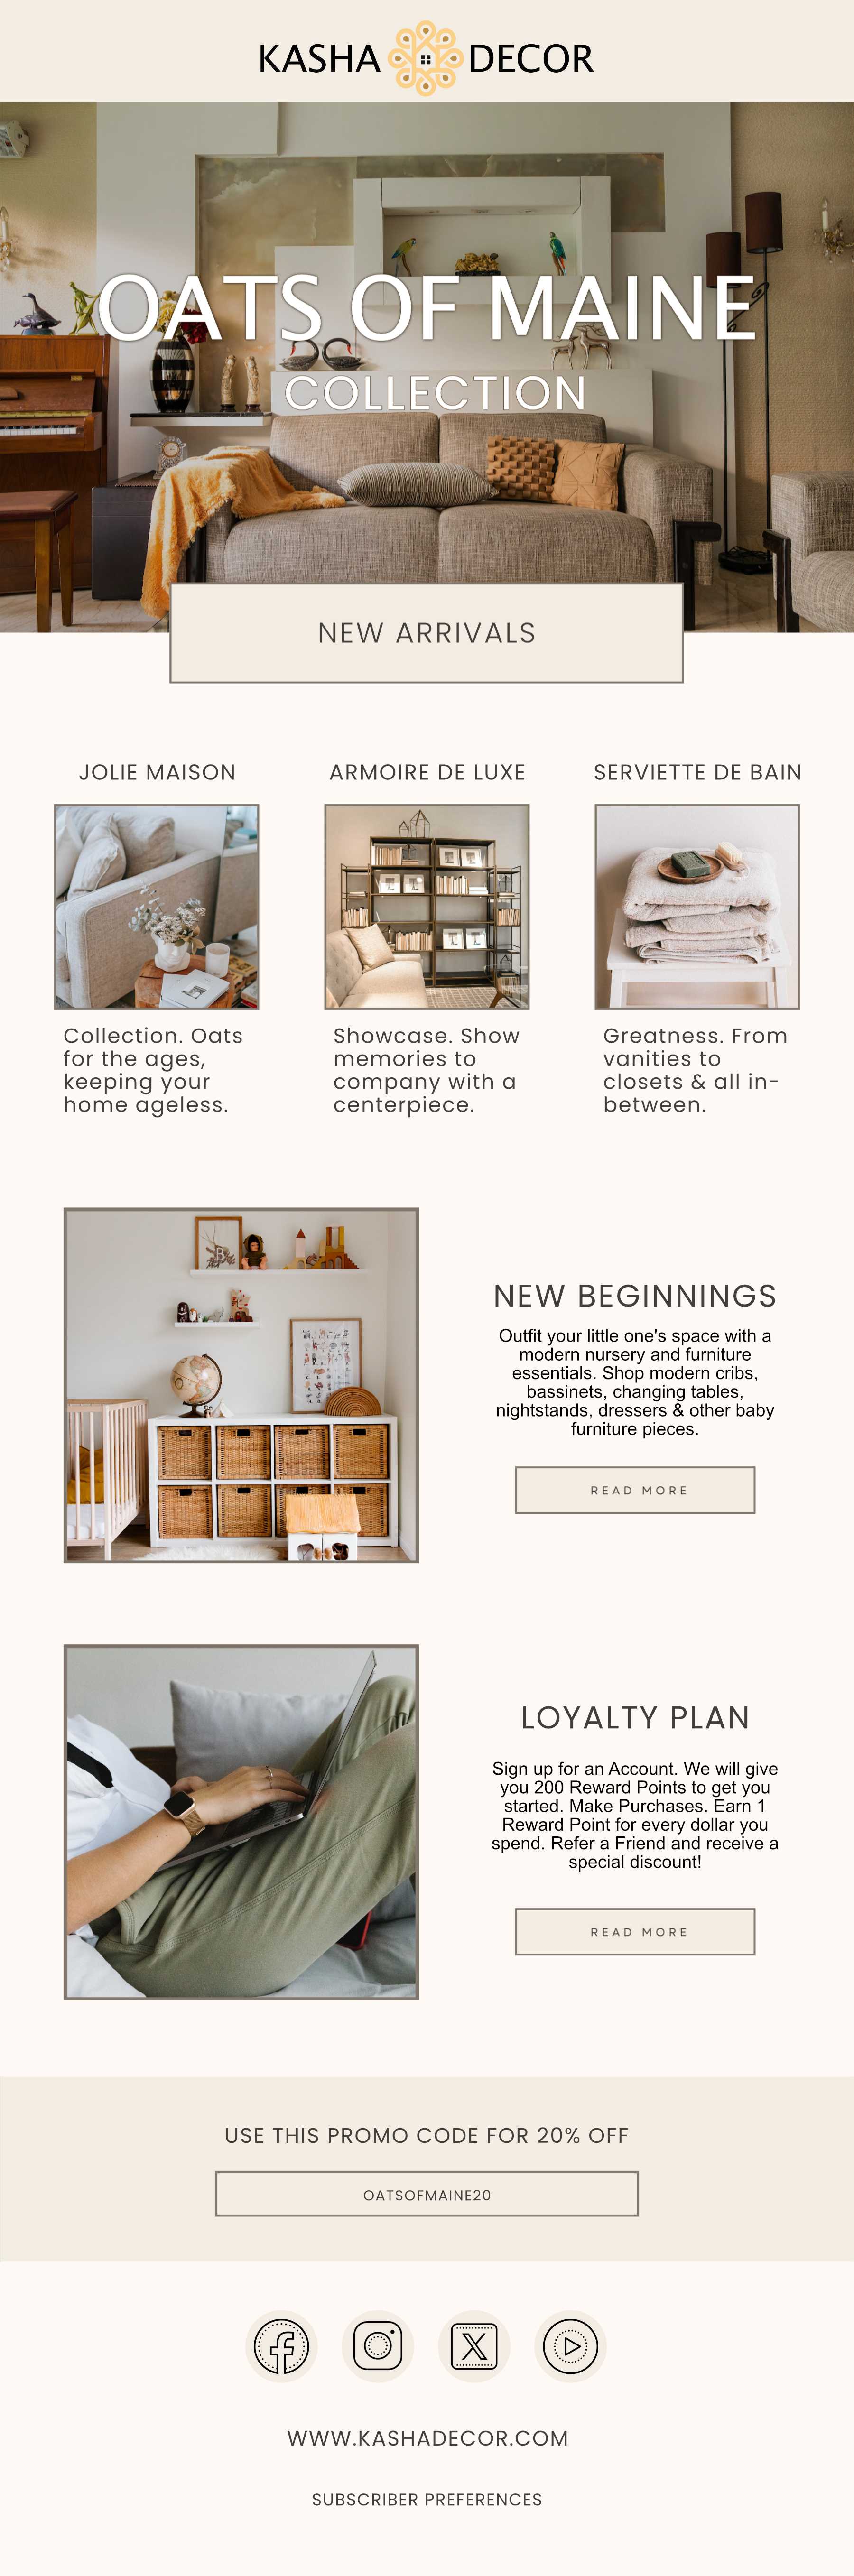 KASHA DECOR
OATS OF MAINE
COLLECTION
NEW ARRIVALS
JOLIE MAISON
Collection. Oats
for the ages,
keeping your
home ageless.
ARMOIRE DE LUXE
Showcase. Show
memories to
company with a
centerpiece.
SERVIETTE DE BAIN
Greatness. From
vanities to
closets & all in-
between.
B
NEW BEGINNINGS
Outfit your little one's space with a
modern nursery and furniture
essentials. Shop modern cribs,
bassinets, changing tables,
nightstands, dressers & other baby
furniture pieces.
READ MORE
LOYALTY PLAN
Sign up for an Account. We will give
you 200 Reward Points to get you
started. Make Purchases. Earn 1
Reward Point for every dollar you
spend. Refer a Friend and receive a
special discount!
READ MORE
USE THIS PROMO CODE FOR 20% OFF
OATSOFMAINE20
WWW.KASHADECOR.COM
SUBSCRIBER PREFERENCES